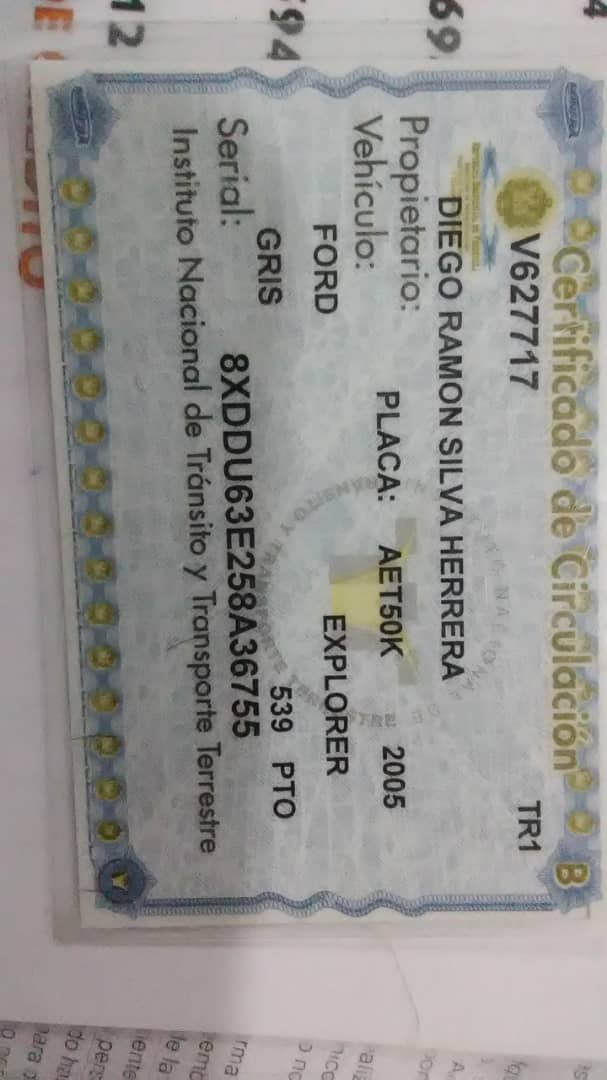 Certificado de Circulación B
V627717 TR1
DIEGO RAMON SILVA HERRERA
Propietario:
PLACA: AET50K 2005
Vehículo:
FORD EXPLORER
GRIS 539 PTO
Serial: 8XDDU63E258A36755
Instituto Nacional de Tránsito y Transporte Terrestre